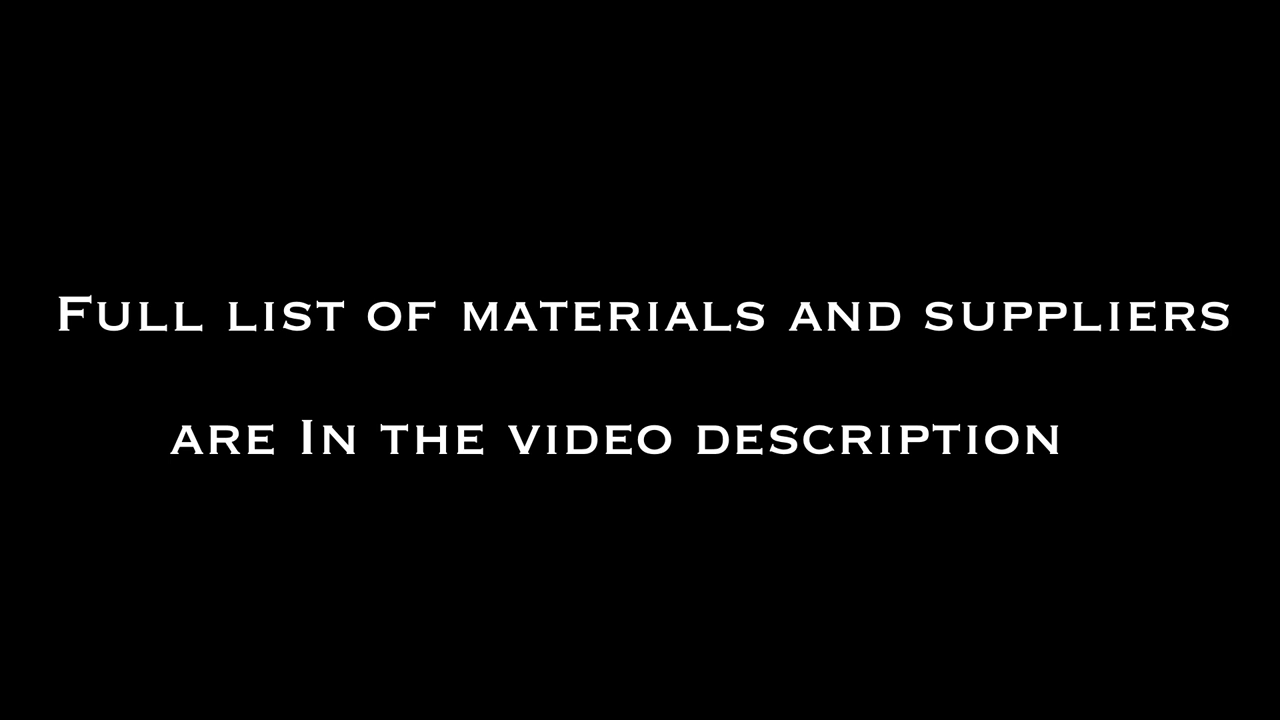 Full list of materials and suppliers
are In the video description